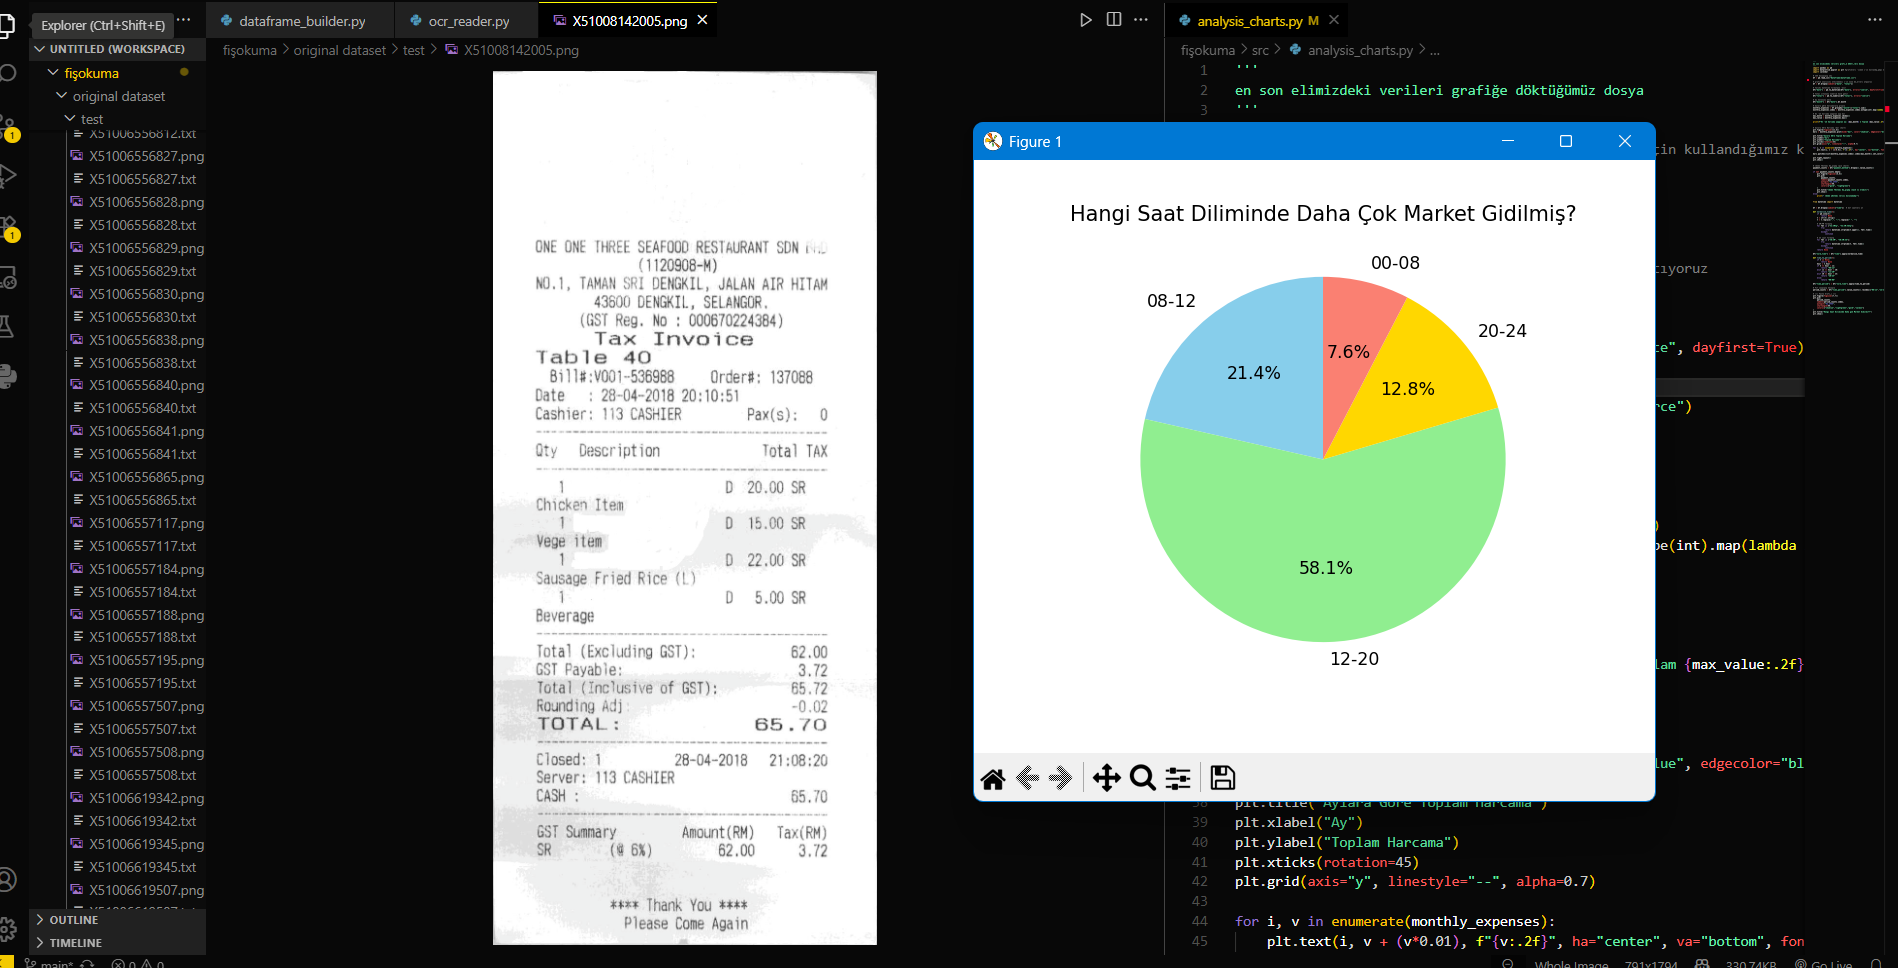 Explorer (Ctrl+Shift+E)
dataframe_builder.py
ocr_reader.py
X51008142005.png
analysis_charts.py M
UNTITLED (WORKSPACE)
fişokuma > original dataset > test > X51008142005.png
fişokuma > src > analysis_charts.py > ...
fişokuma
original dataset
test
X51006556812.txt
X51006556827.png
X51006556827.txt
X51006556828.png
X51006556828.txt
X51006556829.png
X51006556829.txt
X51006556830.png
X51006556830.txt
X51006556838.png
X51006556838.txt
X51006556840.png
X51006556840.txt
X51006556841.png
X51006556841.txt
X51006556865.png
X51006556865.txt
X51006557117.png
X51006557117.txt
X51006557184.png
X51006557184.txt
X51006557188.png
X51006557188.txt
X51006557195.png
X51006557195.txt
X51006557507.png
X51006557507.txt
X51006557508.png
X51006557508.txt
X51006619342.png
X51006619342.txt
X51006619345.png
X51006619345.txt
X51006619507.png
OUTLINE
TIMELINE
1
1
ONE ONE THREE SEAFOOD RESTAURANT SDN
(1120908-M)
NO.1, TAMAN SRI DENGKIL, JALAN AIR HITAM
43600 DENGKIL, SELANGOR.
(GST Reg. No : 000670224384)
Tax Invoice
Table 40
Bill#:V001-536988 Order#: 137088
Date : 28-04-2018 20:10:51
Cashier: 113 CASHIER Pax(s): 0
Qty Description Total TAX
1 D 20.00 SR
Chicken Item
1 D 15.00 SR
Vege item
1 D 22.00 SR
Sausage Fried Rice (L)
1 D 5.00 SR
Beverage
Total (Excluding GST): 62.00
GST Payable: 3.72
Total (Inclusive of GST): 65.72
Rounding Adj: -0.02
TOTAL: 65.70
Closed: 1 28-04-2018 21:08:20
Server: 113 CASHIER
CASH : 65.70
GST Summary Amount(RM) Tax(RM)
SR (@ 6%) 62.00 3.72
**** Thank You ****
Please Come Again
1 '''
2 en son elimizdeki verileri grafiğe döktüğümüz dosya
3 '''
Figure 1
Hangi Saat Diliminde Daha Çok Market Gidilmiş?
00-08
08-12
20-24
7.6%
21.4%
12.8%
58.1%
12-20
çin kullandığımız k
tıyoruz
te", dayfirst=True)
rce")
)
pe(int).map(lambda
lam {max_value:.2f}
lue", edgecolor="bl
38 plt.title("Aylara Göre Toplam Harcama")
39 plt.xlabel("Ay")
40 plt.ylabel("Toplam Harcama")
41 plt.xticks(rotation=45)
42 plt.grid(axis="y", linestyle="--", alpha=0.7)
43
44 for i, v in enumerate(monthly_expenses):
45 plt.text(i, v + (v*0.01), f"{v:.2f}", ha="center", va="bottom", fon
main* 0 0
Whole Image 791x1794 330.74KB Go Live